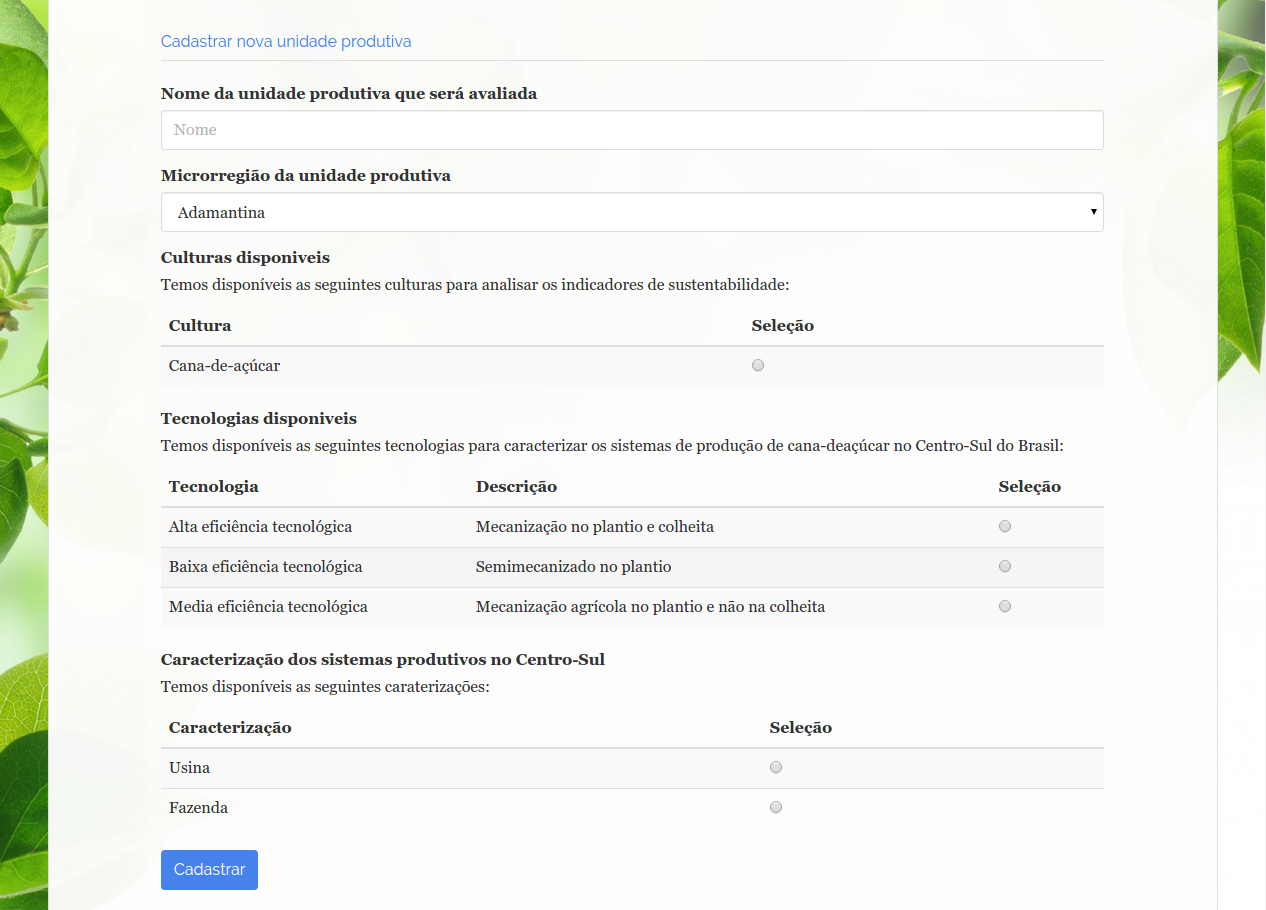 Cadastrar nova unidade produtiva
Nome da unidade produtiva que será avaliada
Nome
Microrregião da unidade produtiva
Adamantina
Culturas disponiveis
Temos disponíveis as seguintes culturas para analisar os indicadores de sustentabilidade:
Cultura Seleção
Cana-de-açúcar
Tecnologias disponiveis
Temos disponíveis as seguintes tecnologias para caracterizar os sistemas de produção de cana-deaçúcar no Centro-Sul do Brasil:
Tecnologia Descrição Seleção
Alta eficiência tecnológica Mecanização no plantio e colheita
Baixa eficiência tecnológica Semimecanizado no plantio
Media eficiência tecnológica Mecanização agrícola no plantio e não na colheita
Caracterização dos sistemas produtivos no Centro-Sul
Temos disponíveis as seguintes caraterizações:
Caracterização Seleção
Usina
Fazenda
Cadastrar